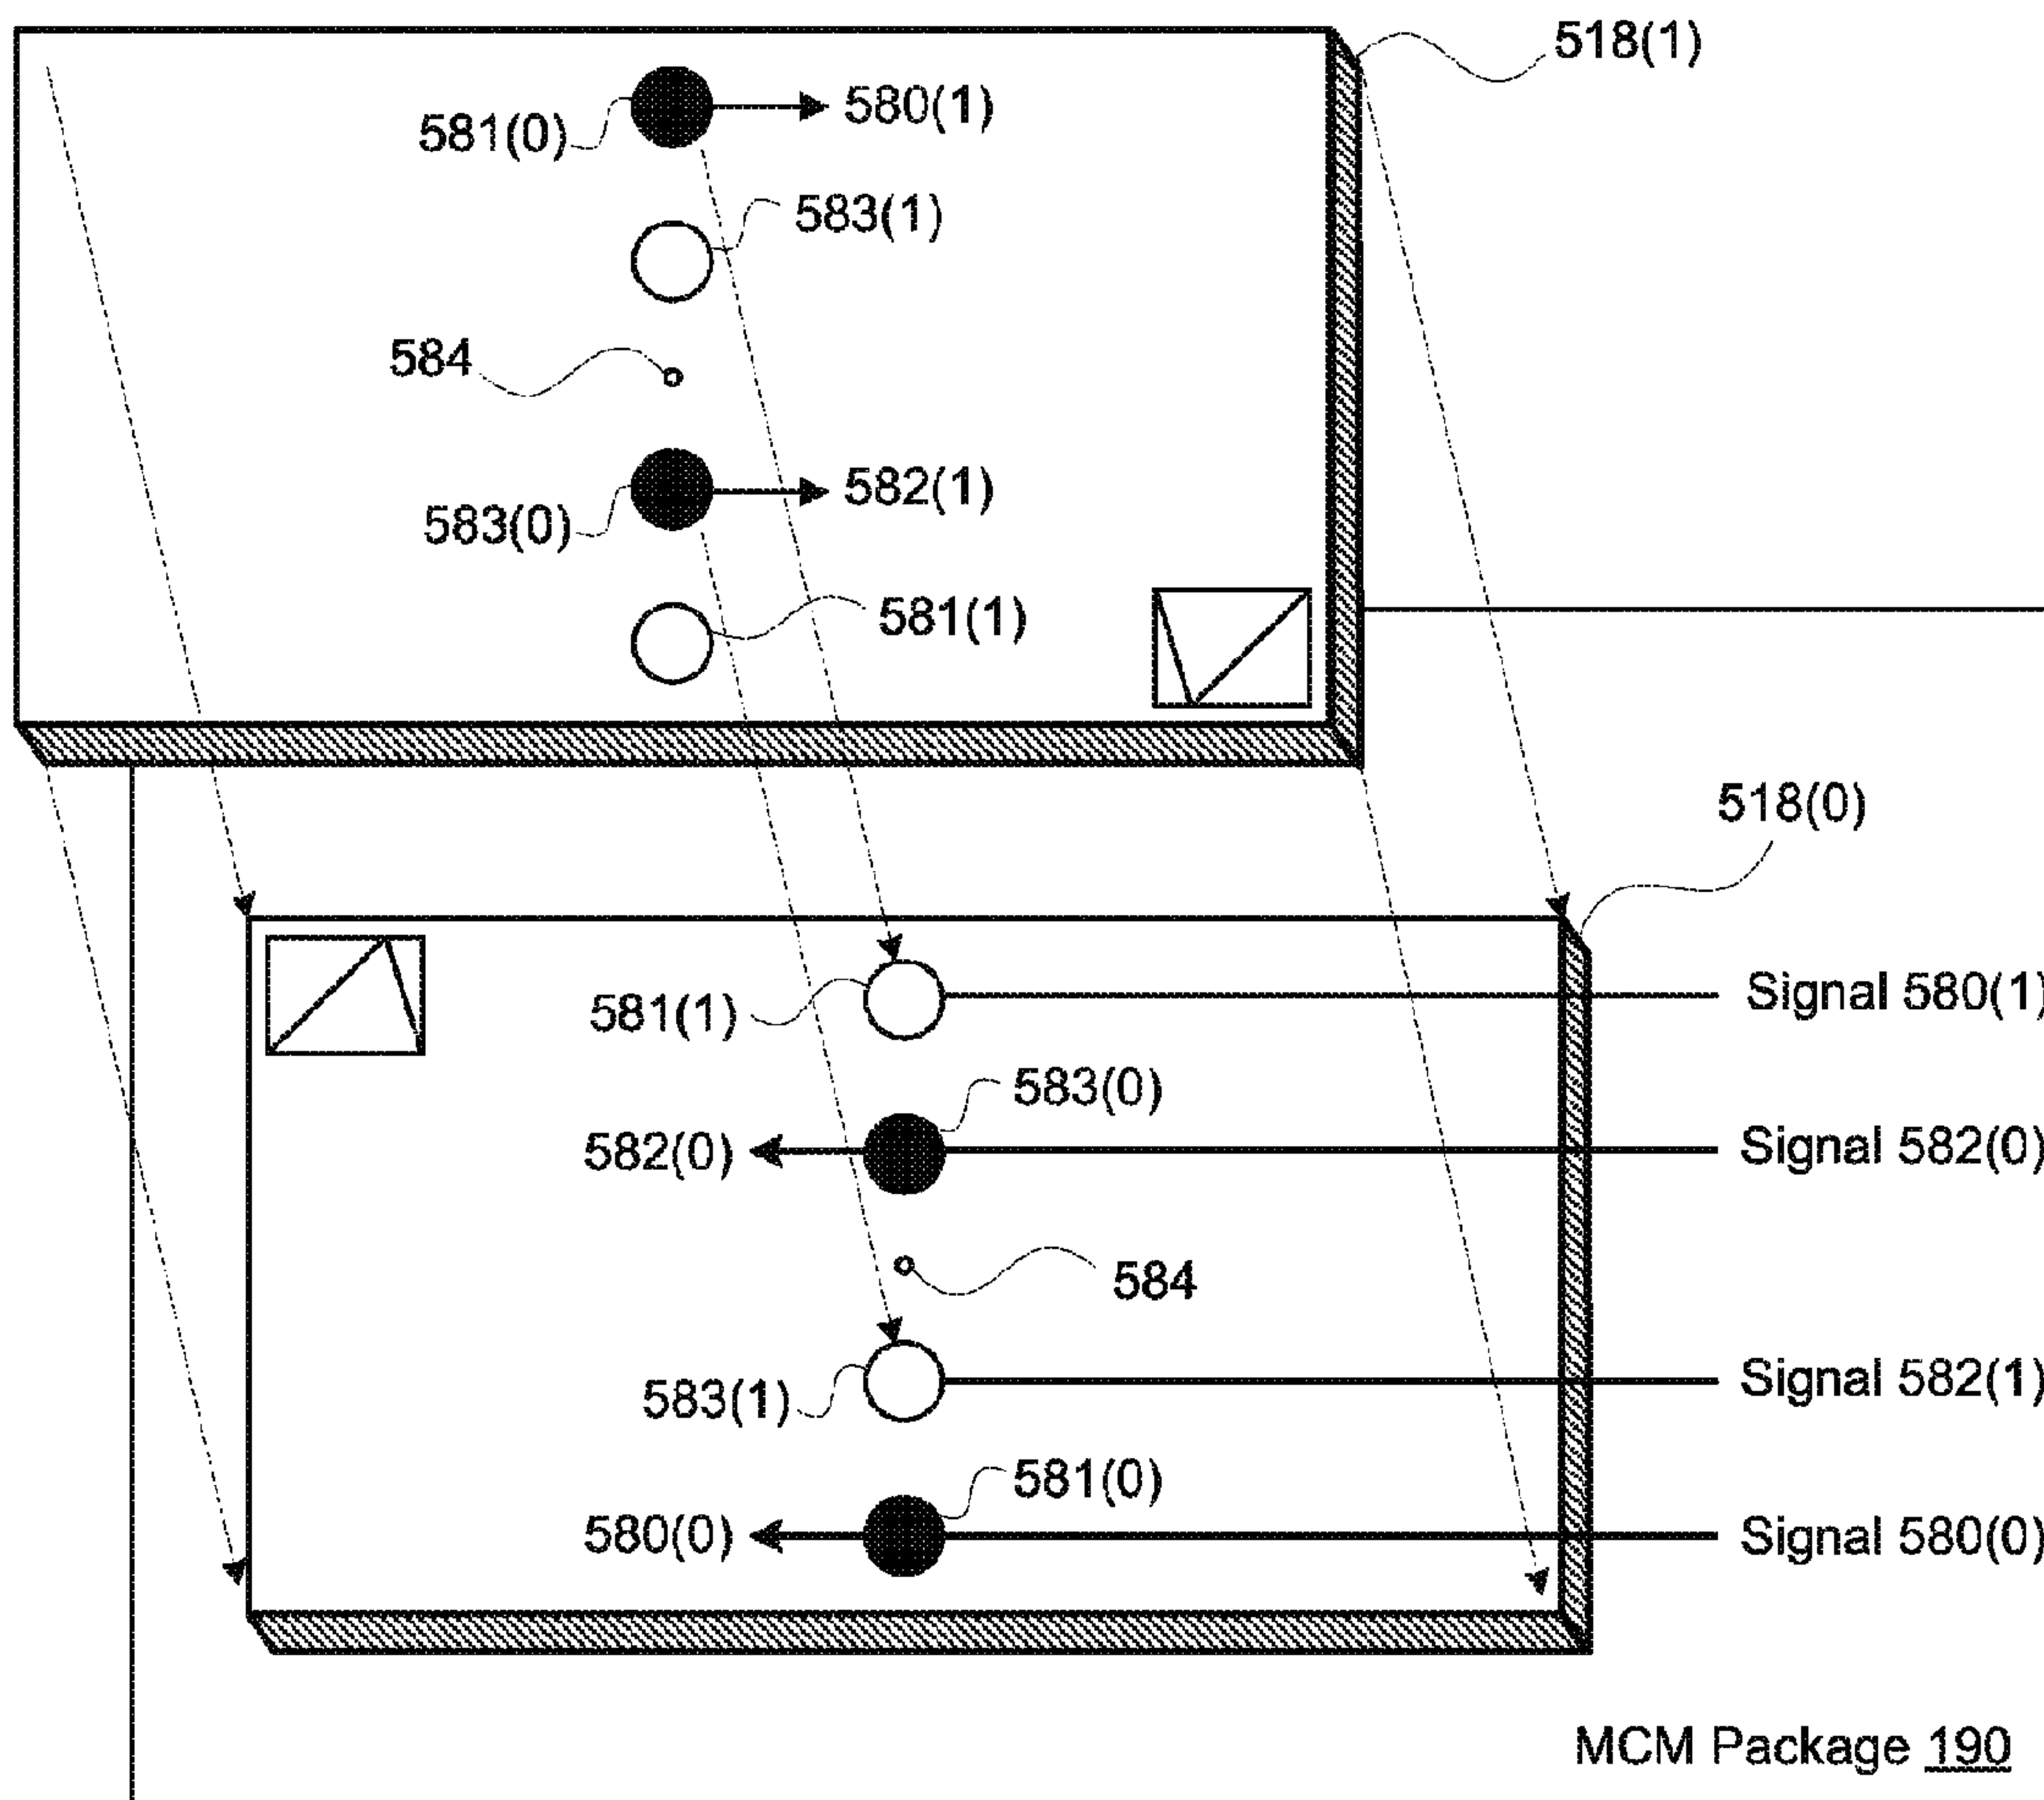 518(1)
581(0) 580(1)
583(1)
584
582(1)
583(0)
581(1)
518(0)
581(1) Signal 580(1)
583(0)
582(0) Signal 582(0)
584
583(1) Signal 582(1)
581(0)
580(0) Signal 580(0)
MCM Package 190